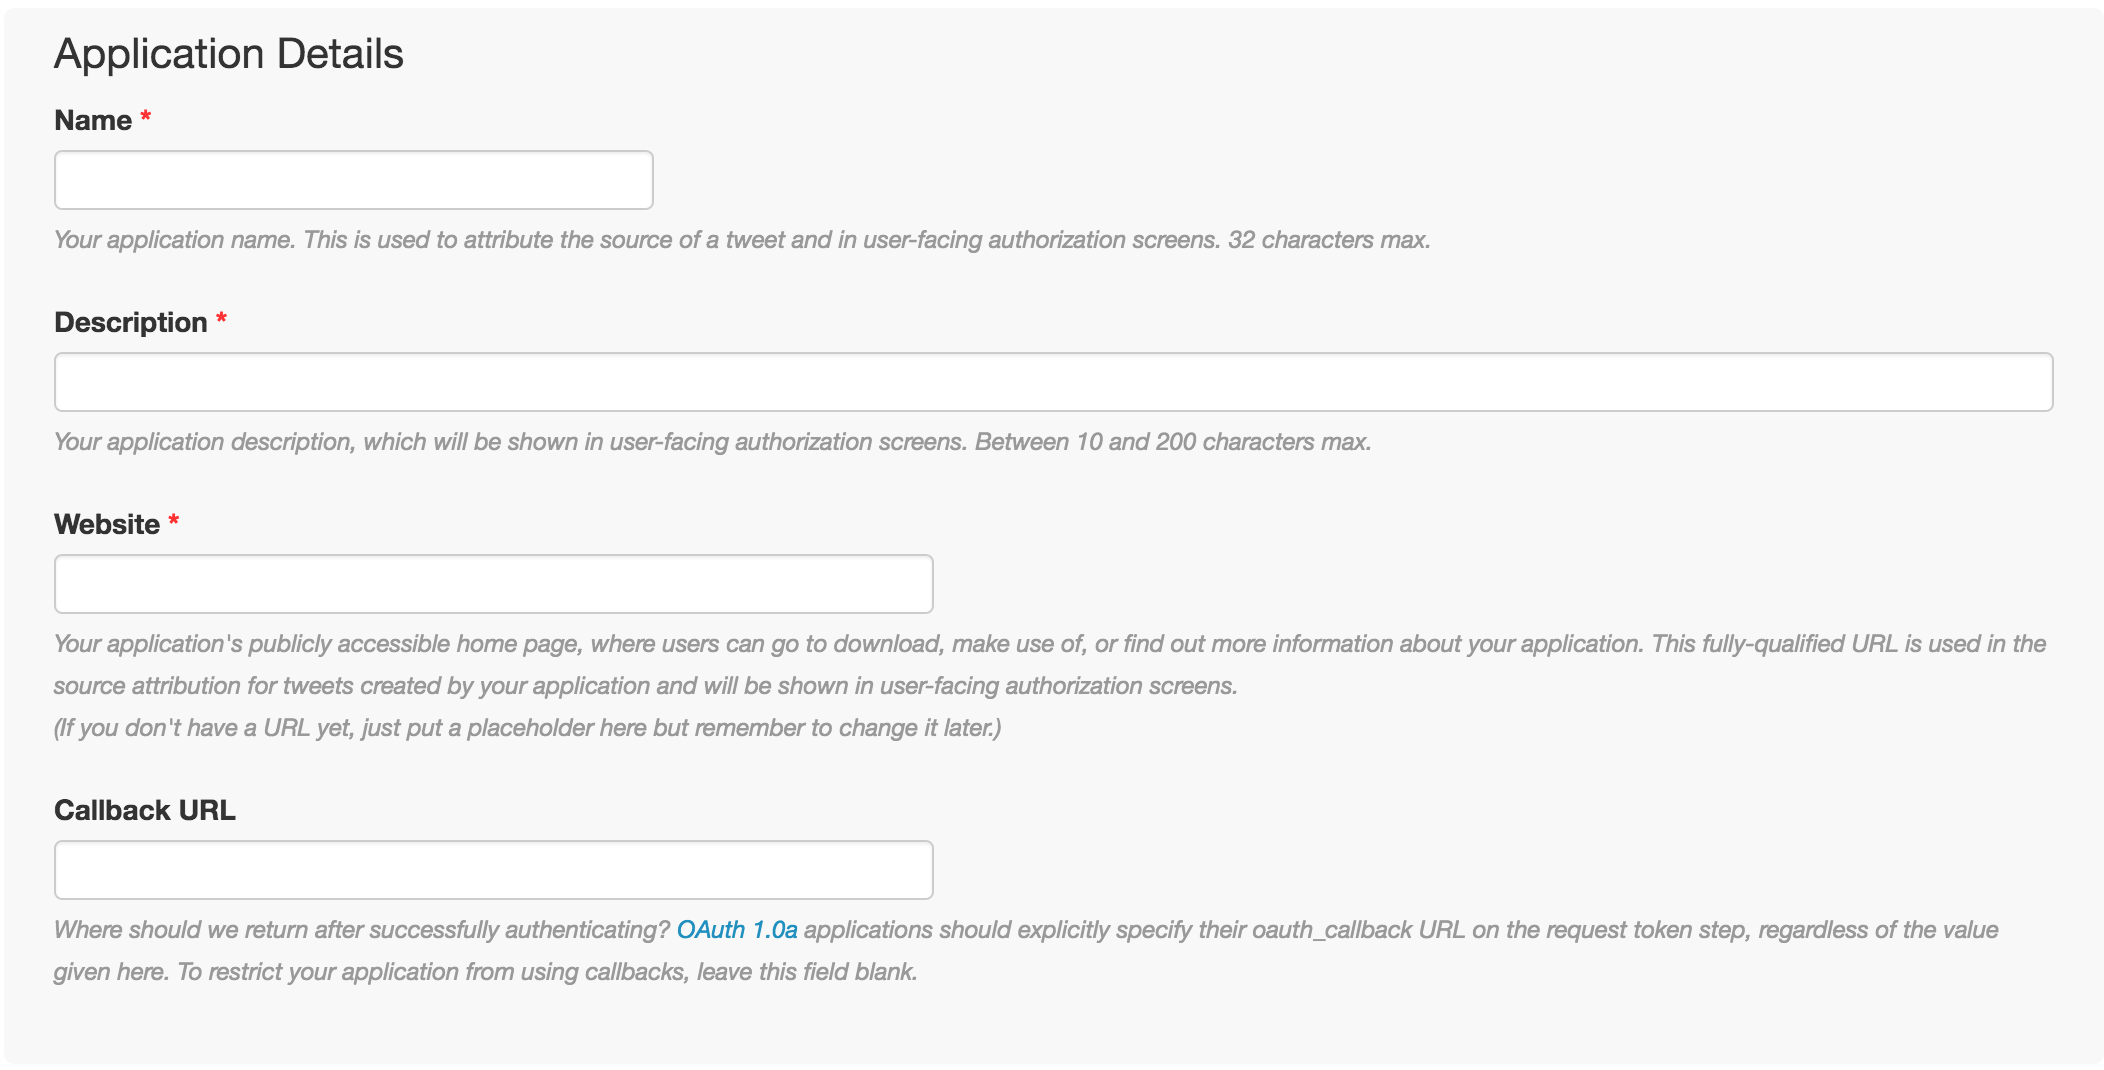 Application Details
Name *
Your application name. This is used to attribute the source of a tweet and in user-facing authorization screens. 32 characters max.
Description *
Your application description, which will be shown in user-facing authorization screens. Between 10 and 200 characters max.
Website *
Your application's publicly accessible home page, where users can go to download, make use of, or find out more information about your application. This fully-qualified URL is used in the
source attribution for tweets created by your application and will be shown in user-facing authorization screens.
(If you don't have a URL yet, just put a placeholder here but remember to change it later.)
Callback URL
Where should we return after successfully authenticating? OAuth 1.0a applications should explicitly specify their oauth_callback URL on the request token step, regardless of the value
given here. To restrict your application from using callbacks, leave this field blank.